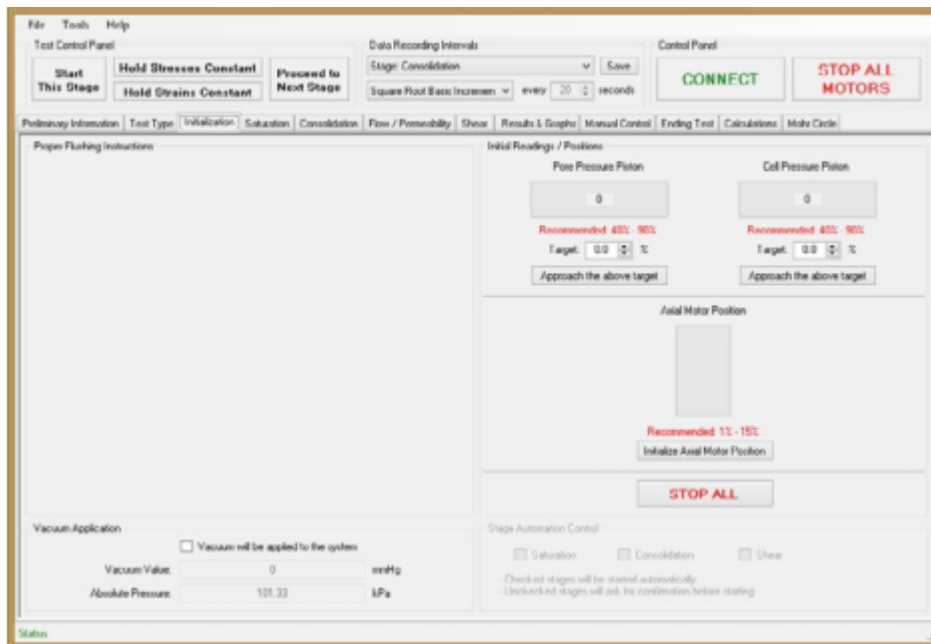 File Tools Help
Test Control Panel
Start This Stage
Hold Stresses Constant
Hold Strains Constant
Proceed to Next Stage
Data Recording Intervals
Stage: Consolidation
Save
Square Root Basis Incremen
every 20 seconds
Control Panel
CONNECT
STOP ALL MOTORS
Preliminary Information Test Type Initialization Saturation Consolidation Flow / Permeability Shear Results & Graphs Manual Control Ending Test Calculations Mohr Circle
Proper Flushing Instructions
Initial Readings / Positions
Pore Pressure Piston
Cell Pressure Piston
0
0
Recommended: 40% - 90%
Recommended: 40% - 90%
Target: 0.0 %
Target: 0.0 %
Approach the above target
Approach the above target
Axial Motor Position
Recommended: 1% - 15%
Initialize Axial Motor Position
STOP ALL
Vacuum Application
Vacuum will be applied to the system
Vacuum Value: 0 mmHg
Absolute Pressure: 101.33 kPa
Stage Automation Control
Saturation Consolidation Shear
- Checked stages will be started automatically
- Unchecked stages will ask for confirmation before starting
Status